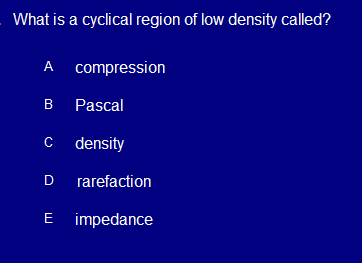 What is a cyclical region of low density called?
A compression
B Pascal
C density
D rarefaction
E impedance